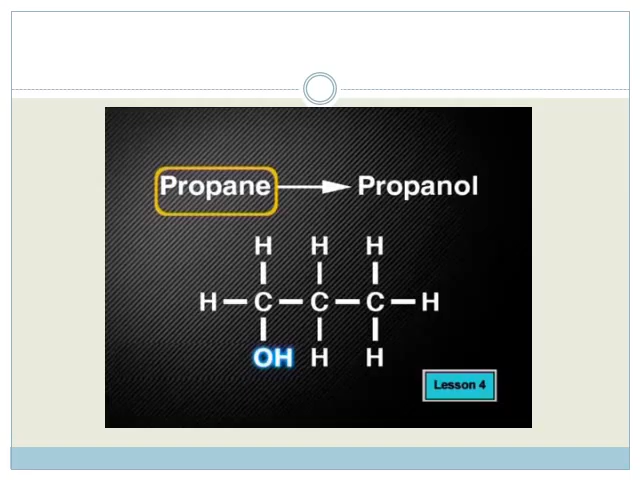 Propane → Propanol
H H H
H – C – C – C – H
OH H H
Lesson 4